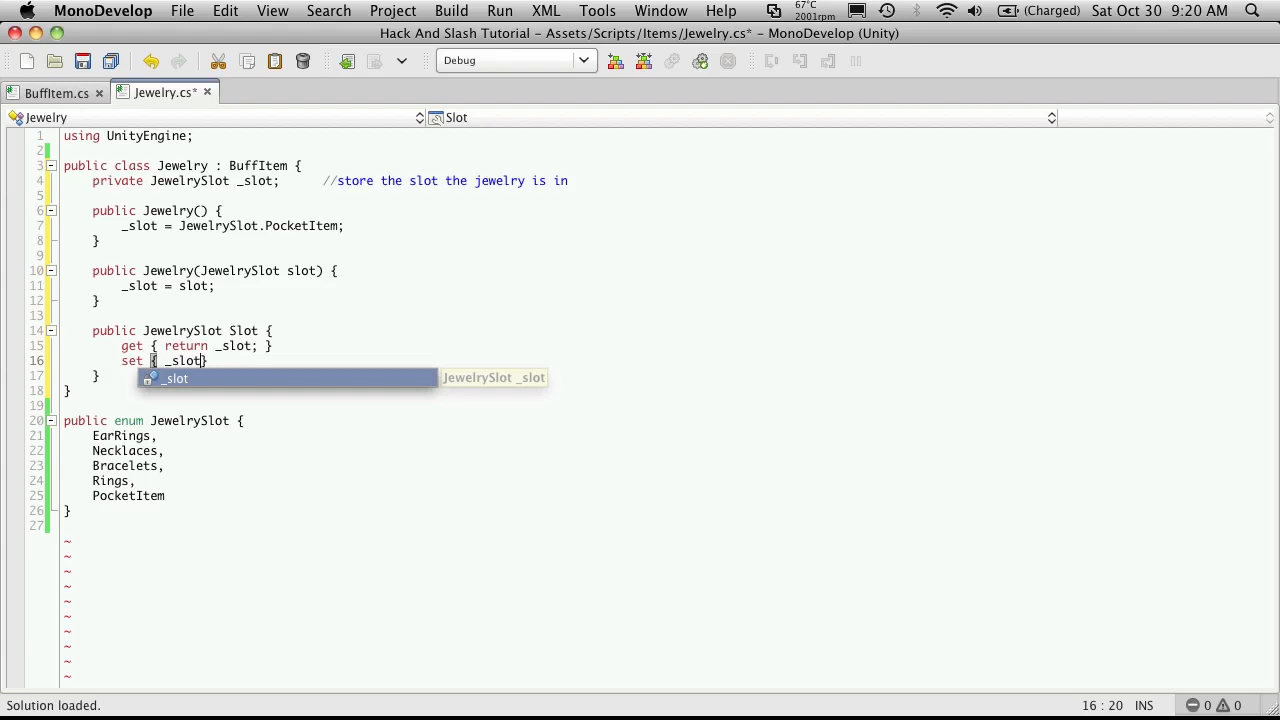 MonoDevelop File Edit View Search Project Build Run XML Tools Window Help 67°C 2001rpm (Charged) Sat Oct 30 9:20 AM
Hack And Slash Tutorial - Assets/Scripts/Items/Jewelry.cs* - MonoDevelop (Unity)
Debug
BuffItem.cs Jewelry.cs*
Jewelry Slot
1 using UnityEngine;
2
3 public class Jewelry : BuffItem {
4 private JewelrySlot _slot; //store the slot the jewelry is in
5
6 public Jewelry() {
7 _slot = JewelrySlot.PocketItem;
8 }
9
10 public Jewelry(JewelrySlot slot) {
11 _slot = slot;
12 }
13
14 public JewelrySlot Slot {
15 get { return _slot; }
16 set { _slot}
17 }
_slot JewelrySlot _slot
18 }
19
20 public enum JewelrySlot {
21 EarRings,
22 Necklaces,
23 Bracelets,
24 Rings,
25 PocketItem
26 }
27
~
~
~
~
~
~
~
~
~
~
Solution loaded. 16 : 20 INS 0 0